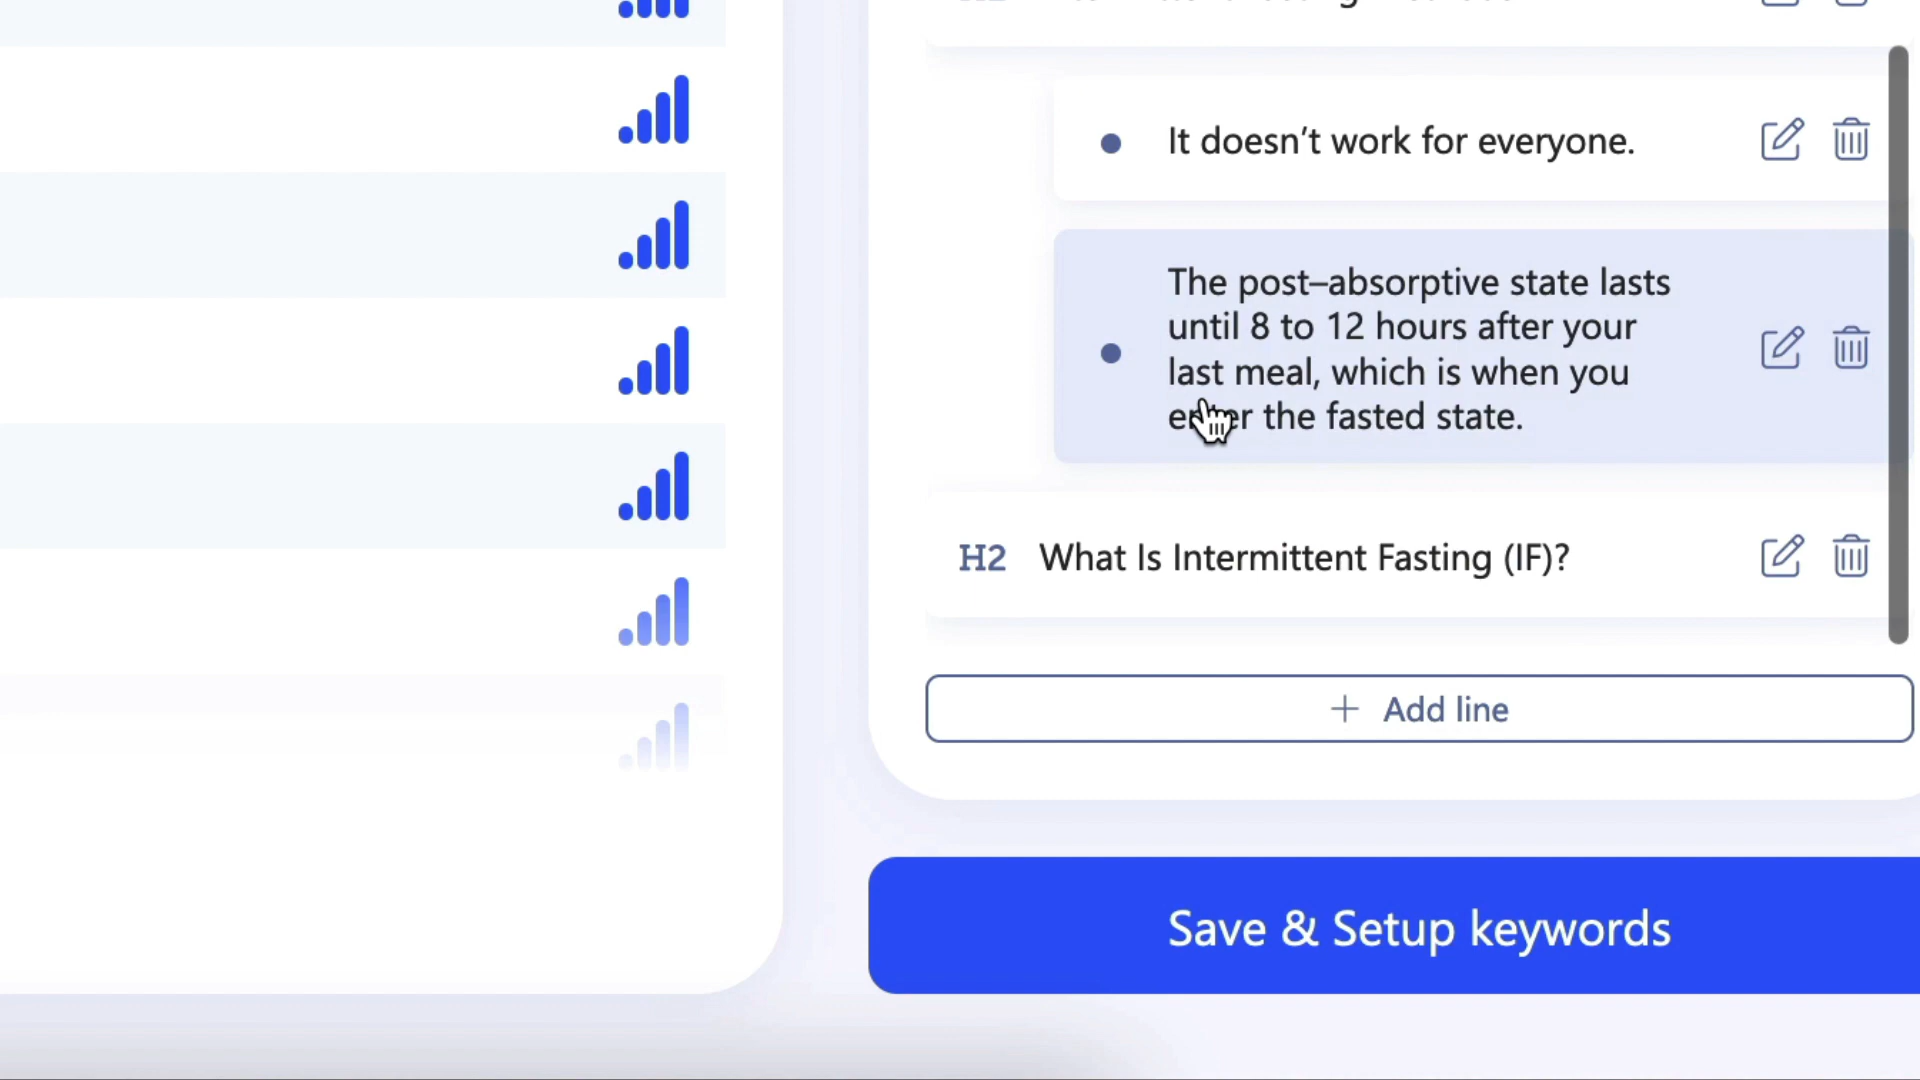 It doesn’t work for everyone.
The post–absorptive state lasts
until 8 to 12 hours after your
last meal, which is when you
enter the fasted state.
H2 What Is Intermittent Fasting (IF)?
+ Add line
Save & Setup keywords